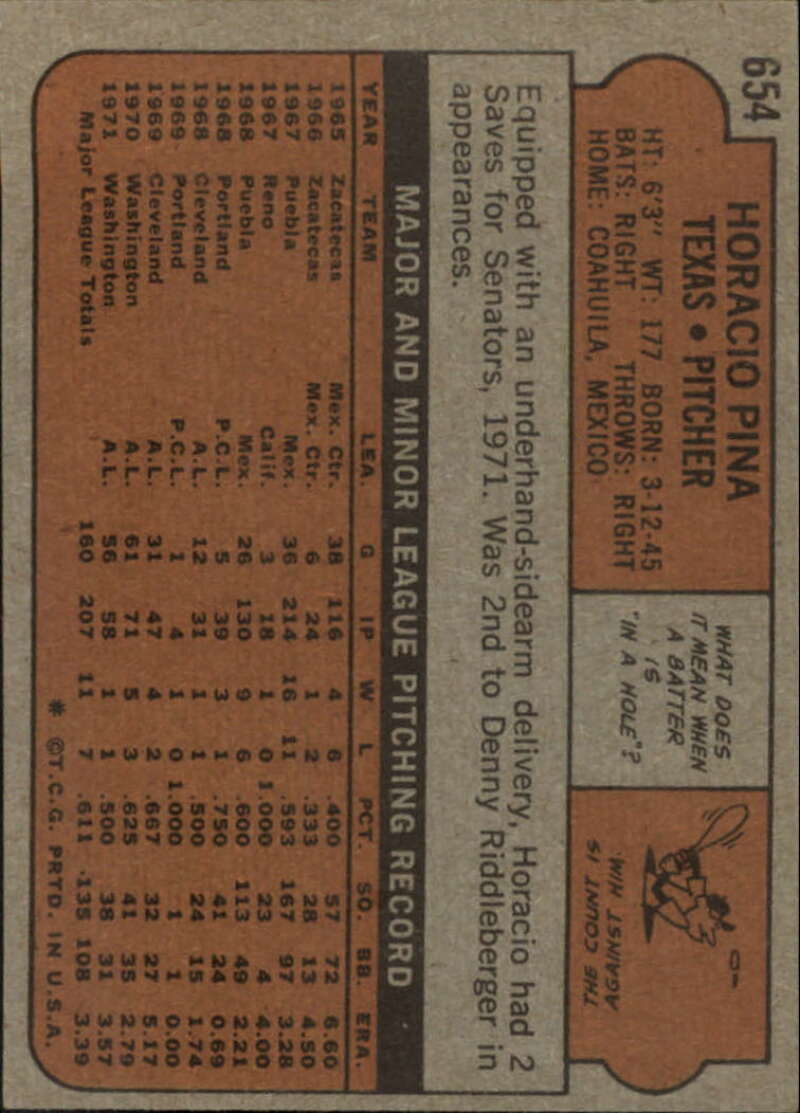 654
HORACIO PINA
TEXAS • PITCHER
HT: 6'3" WT: 177 BORN: 3-12-45
BATS: RIGHT THROWS: RIGHT
HOME: COAHUILA, MEXICO
WHAT DOES
IT MEAN WHEN
A BATTER
IS
"IN A HOLE"?
THE COUNT IS
AGAINST HIM
Equipped with an underhand-sidearm delivery, Horacio had 2
Saves for Senators, 1971. Was 2nd to Denny Riddleberger in
appearances.
MAJOR AND MINOR LEAGUE PITCHING RECORD
YEAR TEAM LEA. G IP W L PCT. SO. BB. ERA.
1965 Zacatecas Mex. Ctr. 38 116 4 6 .400 57 72 6.60
1966 Zacatecas Mex. Ctr. 6 24 1 2 .333 28 13 4.50
1967 Puebla Mex. 36 214 16 11 .593 167 97 3.28
1967 Reno Calif. 3 18 1 0 1.000 23 4 4.00
1968 Puebla Mex. 26 130 9 6 .600 113 49 2.21
1968 Portland P.C.L. 5 39 3 1 .750 41 24 0.69
1968 Cleveland A.L. 12 31 1 1 .500 24 15 1.74
1969 Portland P.C.L. 1 4 1 0 1.000 1 1 0.00
1969 Cleveland A.L. 31 47 4 2 .667 32 27 5.17
1970 Washington A.L. 61 71 5 3 .625 41 35 2.79
1971 Washington A.L. 56 58 1 1 .500 38 31 3.57
Major League Totals 160 207 11 7 .611 135 108 3.39
* ©T.C.G. PRTD. IN U.S.A.